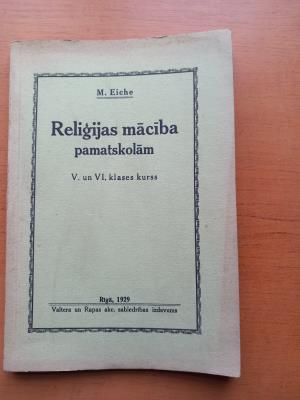 M. Eiche
Reliģijas mācība
pamatskolām
V. un VI. klases kurss
Rīgā, 1929
Valtera un Rapas akc. sabiedrības izdevums